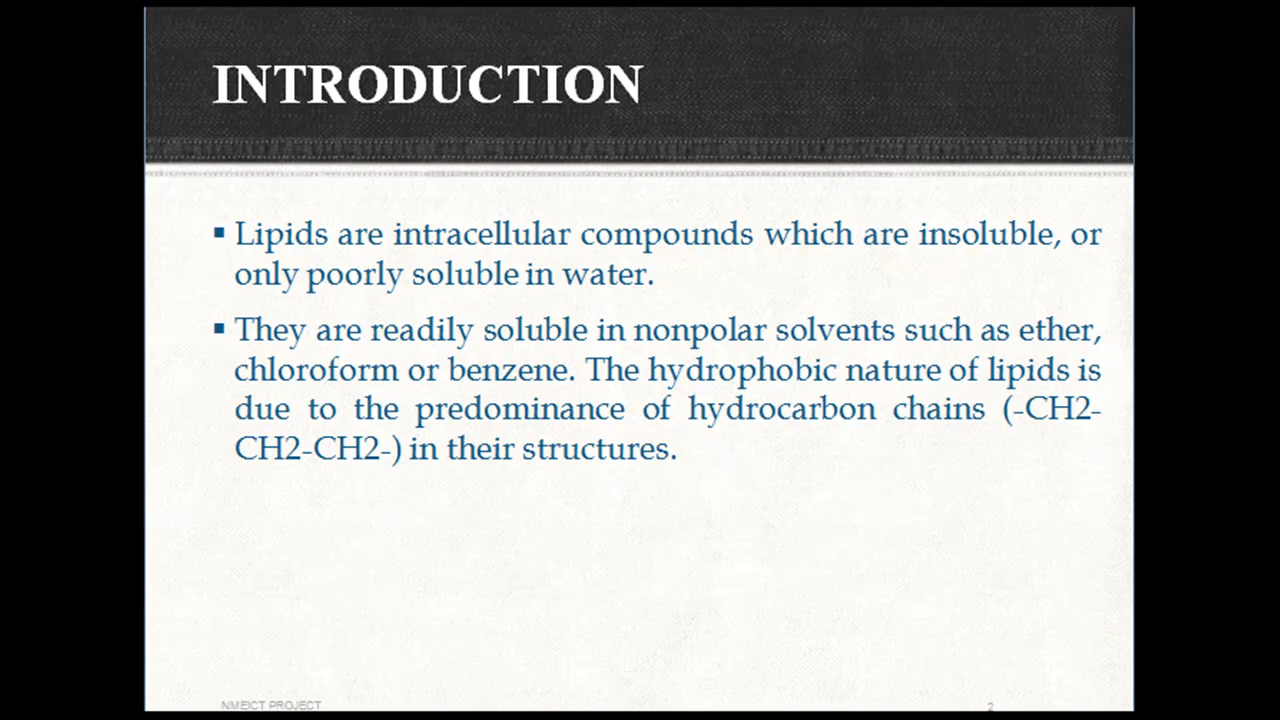 INTRODUCTION
▪ Lipids are intracellular compounds which are insoluble, or
only poorly soluble in water.
▪ They are readily soluble in nonpolar solvents such as ether,
chloroform or benzene. The hydrophobic nature of lipids is
due to the predominance of hydrocarbon chains (-CH2-
CH2-CH2-) in their structures.
NMEICT PROJECT
2